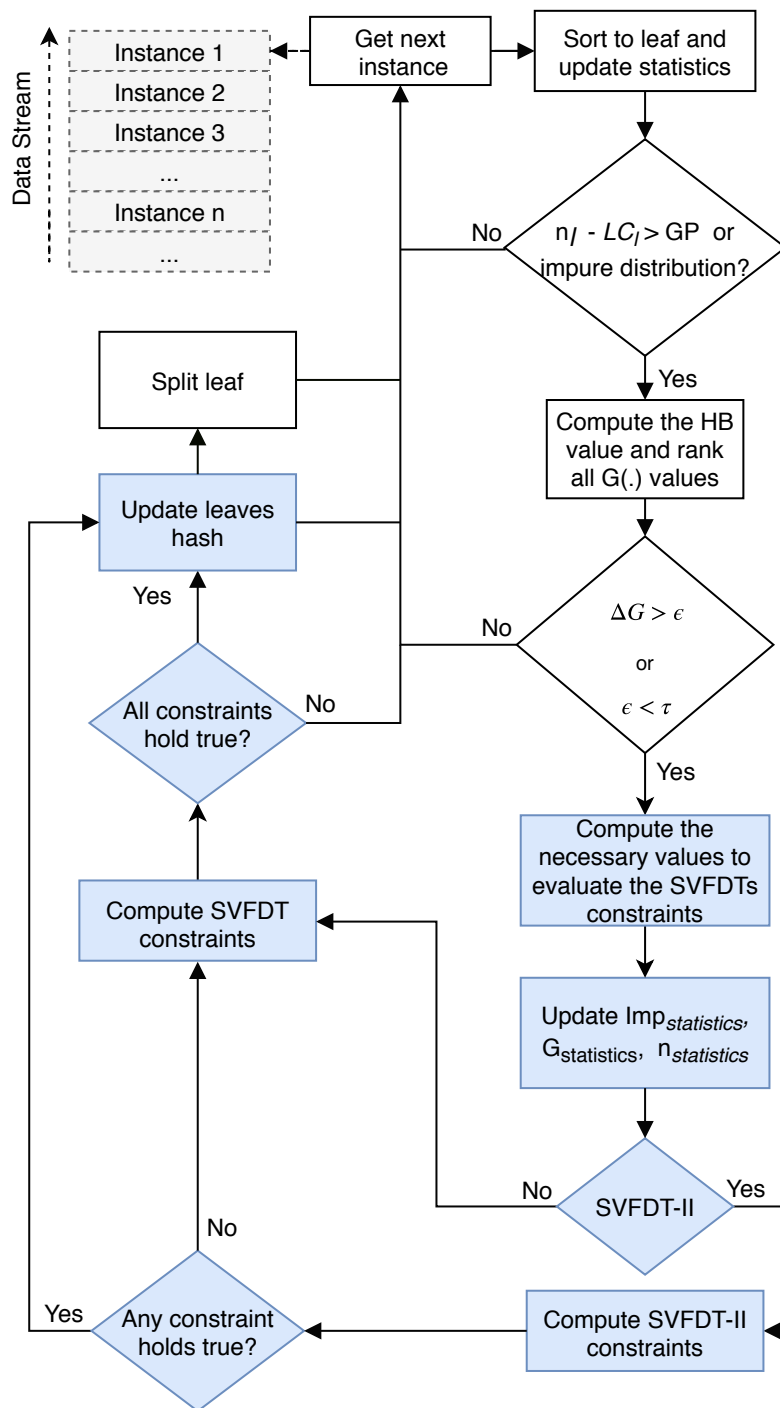 Data Stream
Instance 1
Instance 2
Instance 3
...
Instance n
...
Get next
instance
Sort to leaf and
update statistics
n_l - LC_l > GP or
impure distribution?
No
Yes
Split leaf
Compute the HB
value and rank
all G(.) values
Update leaves
hash
Yes
No
ΔG > ϵ
or
ϵ < τ
All constraints
hold true?
No
Yes
Compute the
necessary values to
evaluate the SVFDTs
constraints
Compute SVFDT
constraints
Update Imp_statistics,
G_statistics, n_statistics
SVFDT-II
No
Yes
No
Any constraint
holds true?
Yes
Compute SVFDT-II
constraints